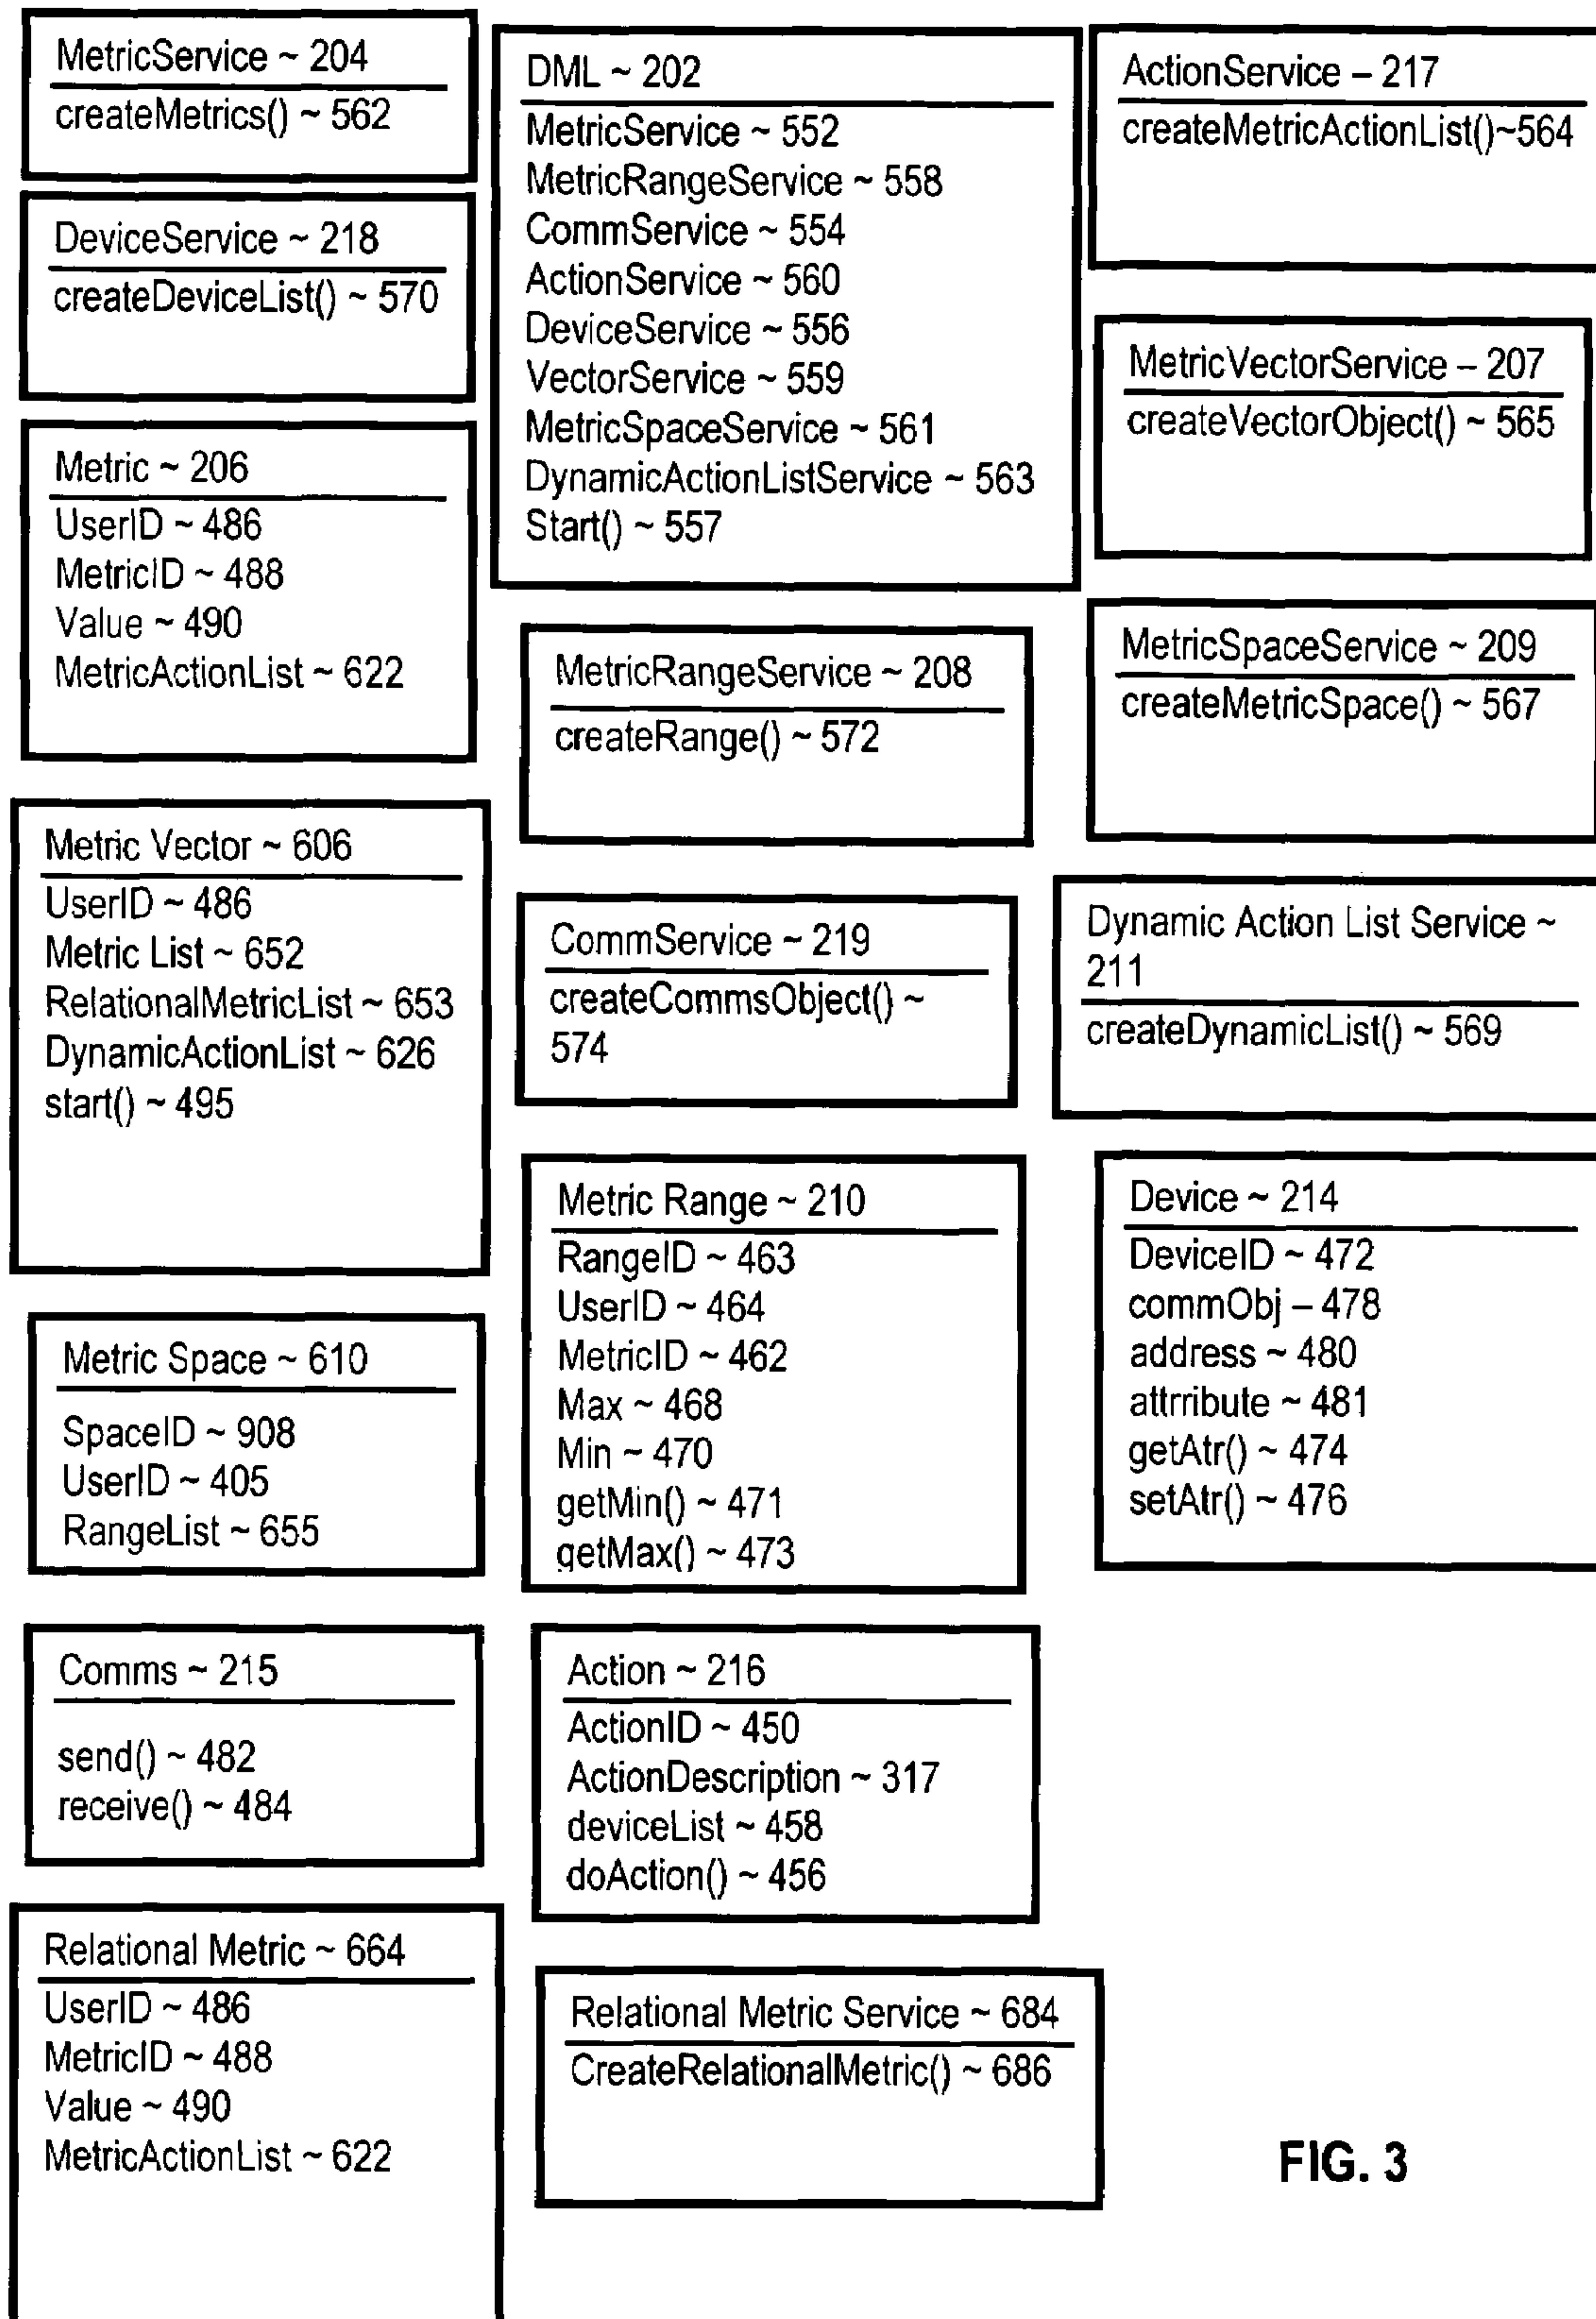 MetricService ~ 204
createMetrics() ~ 562
DeviceService ~ 218
createDeviceList() ~ 570
Metric ~ 206
UserID ~ 486
MetricID ~ 488
Value ~ 490
MetricActionList ~ 622
Metric Vector ~ 606
UserID ~ 486
Metric List ~ 652
RelationalMetricList ~ 653
DynamicActionList ~ 626
start() ~ 495
Metric Space ~ 610
SpaceID ~ 908
UserID ~ 405
RangeList ~ 655
Comms ~ 215
send() ~ 482
receive() ~ 484
Relational Metric ~ 664
UserID ~ 486
MetricID ~ 488
Value ~ 490
MetricActionList ~ 622
DML ~ 202
MetricService ~ 552
MetricRangeService ~ 558
CommService ~ 554
ActionService ~ 560
DeviceService ~ 556
VectorService ~ 559
MetricSpaceService ~ 561
DynamicActionListService ~ 563
Start() ~ 557
MetricRangeService ~ 208
createRange() ~ 572
CommService ~ 219
createCommsObject() ~
574
Metric Range ~ 210
RangeID ~ 463
UserID ~ 464
MetricID ~ 462
Max ~ 468
Min ~ 470
getMin() ~ 471
getMax() ~ 473
Action ~ 216
ActionID ~ 450
ActionDescription ~ 317
deviceList ~ 458
doAction() ~ 456
Relational Metric Service ~ 684
CreateRelationalMetric() ~ 686
ActionService – 217
createMetricActionList()~564
MetricVectorService – 207
createVectorObject() ~ 565
MetricSpaceService ~ 209
createMetricSpace() ~ 567
Dynamic Action List Service ~
211
createDynamicList() ~ 569
Device ~ 214
DeviceID ~ 472
commObj – 478
address ~ 480
attrribute ~ 481
getAtr() ~ 474
setAtr() ~ 476
FIG. 3